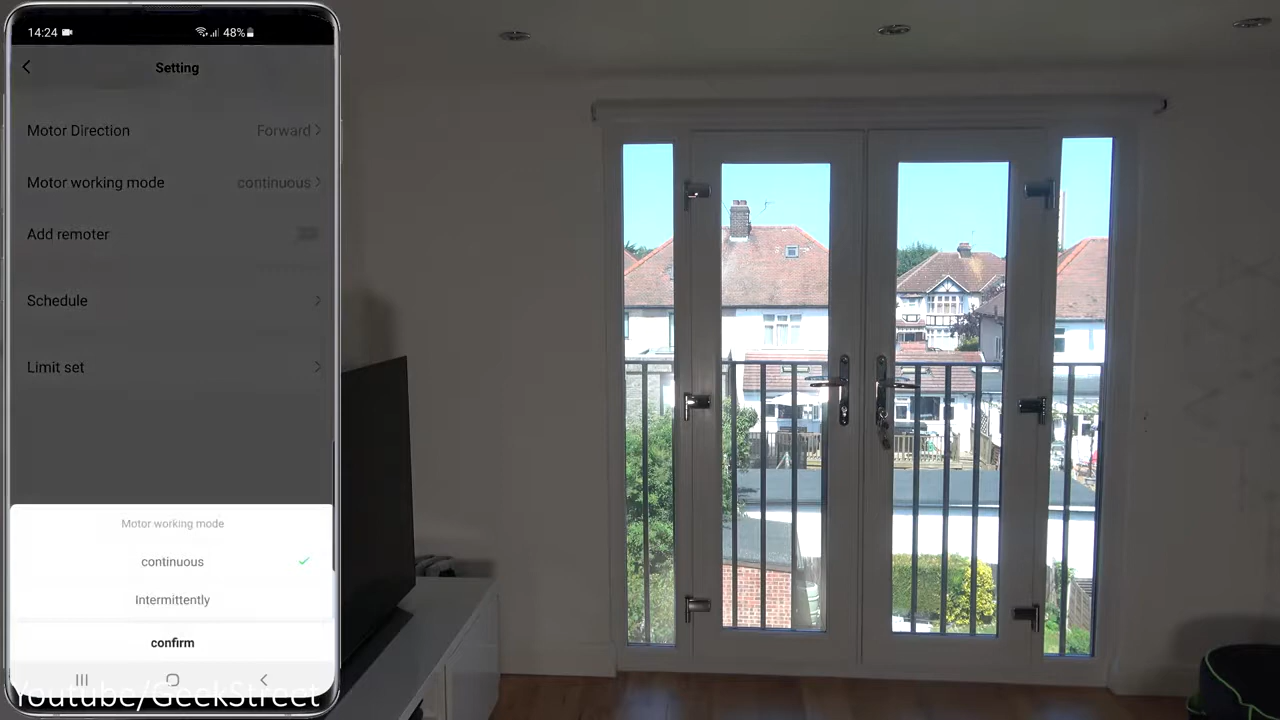 14:24
48%
Setting
Motor Direction
Forward
Motor working mode
continuous
Add remoter
Schedule
Limit set
Motor working mode
continuous
Intermittently
confirm
Youtube/GeekStreet